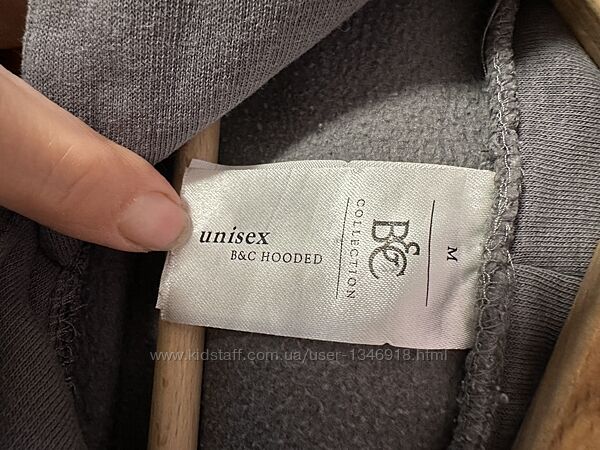 unisex
B&C HOODED
B&C
COLLECTION
M
www.kidstaff.com.ua/user-1346918.html